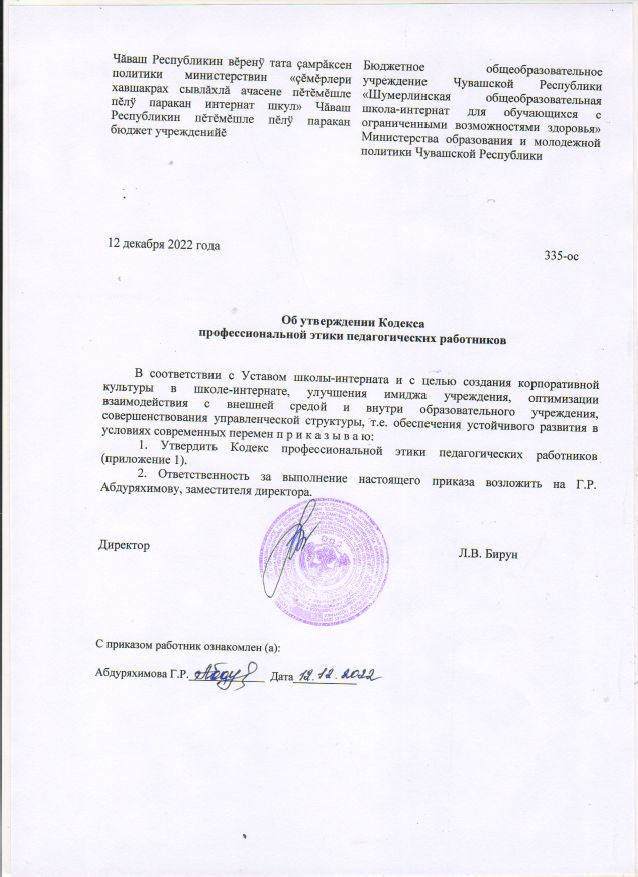 Чӑваш Республикин вӗренӳ тата ҫамрӑксен
политики министествин «ҫӗмӗрлери
хавшакрах сывлӑхлӑ ачасене пӗтӗмӗшле
пӗлӳ паракан интернат шкул» Чӑваш
Республикин пӗтӗмӗшле пӗлӳ паракан
бюджет учрежденийӗ
Бюджетное общеобразовательное
учреждение Чувашской Республики
«Шумерлинская общеобразовательная
школа-интернат для обучающихся с
ограниченными возможностями здоровья»
Министерства образования и молодежной
политики Чувашской Республики
12 декабря 2022 года
335-ос
Об утверждении Кодекса
профессиональной этики педагогических работников
В соответствии с Уставом школы-интерната и с целью создания корпоративной
культуры в школе-интернате, улучшения имиджа учреждения, оптимизации
взаимодействия с внешней средой и внутри образовательного учреждения,
совершенствования управленческой структуры, т.е. обеспечения устойчивого развития в
условиях современных перемен п р и к а з ы в а ю:
1. Утвердить Кодекс профессиональной этики педагогических работников
(приложение 1).
2. Ответственность за выполнение настоящего приказа возложить на Г.Р.
Абдуряхимову, заместителя директора.
Директор
Л.В. Бирун
С приказом работник ознакомлен (а):
Абдуряхимова Г.Р. Дата 12.12.2022